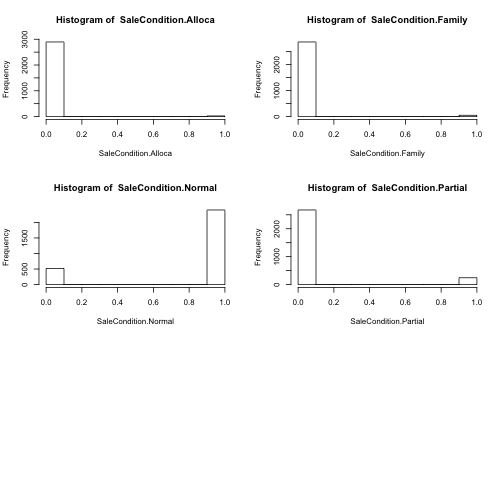 Histogram of  SaleCondition.Alloca
Frequency
3000
2000
1000
0
0.0 0.2 0.4 0.6 0.8 1.0
SaleCondition.Alloca
Histogram of  SaleCondition.Family
Frequency
2000
1000
0
0.0 0.2 0.4 0.6 0.8 1.0
SaleCondition.Family
Histogram of  SaleCondition.Normal
Frequency
1500
500
0
0.0 0.2 0.4 0.6 0.8 1.0
SaleCondition.Normal
Histogram of  SaleCondition.Partial
Frequency
2000
1000
0
0.0 0.2 0.4 0.6 0.8 1.0
SaleCondition.Partial